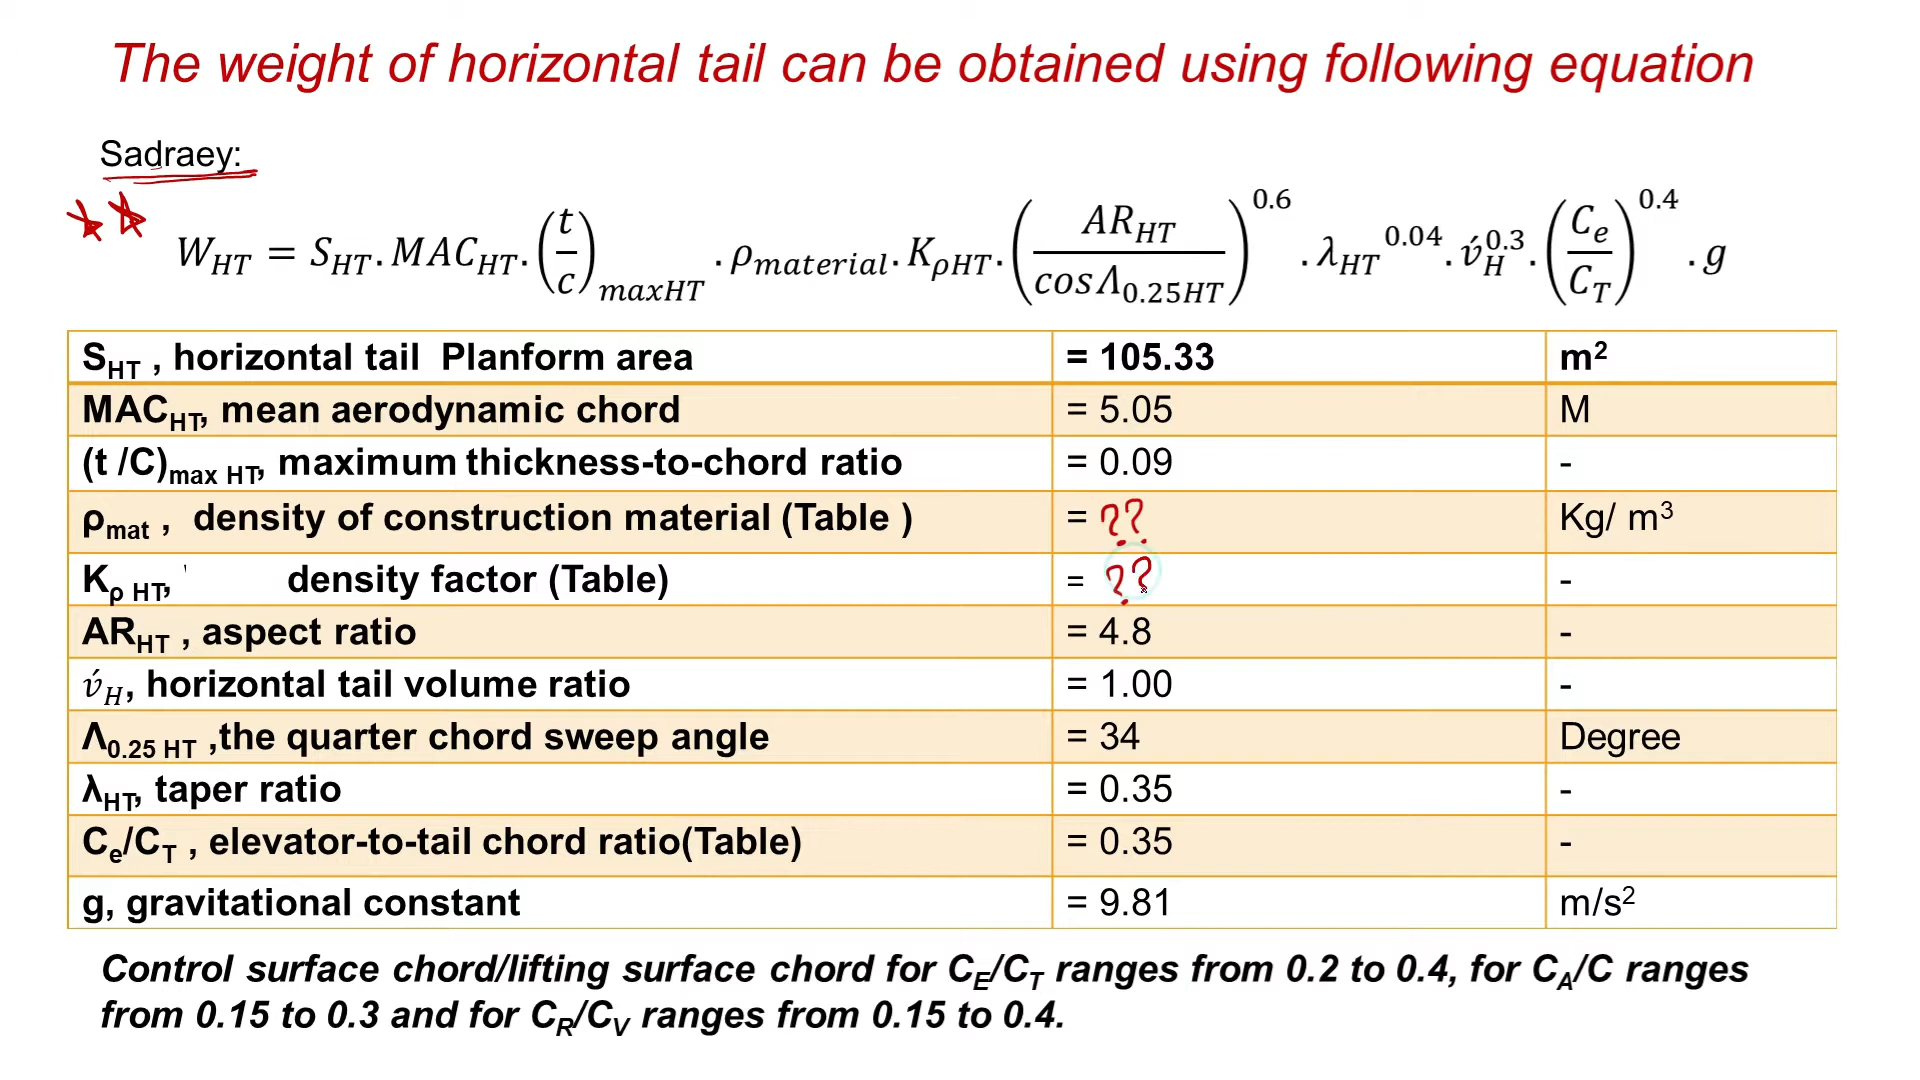 The weight of horizontal tail can be obtained using following equation
Sadraey:
W_HT = S_HT . MAC_HT . (t/c)_maxHT . ρ_material . K_ρHT . (AR_HT / cosΛ_0.25HT)^0.6 . λ_HT^0.04 . v́_H^0.3 . (C_e/C_T)^0.4 . g
S_HT , horizontal tail Planform area = 105.33 m²
MAC_HT, mean aerodynamic chord = 5.05 M
(t /C)_max HT, maximum thickness-to-chord ratio = 0.09 -
ρ_mat , density of construction material (Table ) = ?? Kg/ m³
K_ρ HT, ' density factor (Table) = ?? -
AR_HT , aspect ratio = 4.8 -
v́_H, horizontal tail volume ratio = 1.00 -
Λ_0.25 HT ,the quarter chord sweep angle = 34 Degree
λ_HT, taper ratio = 0.35 -
C_e/C_T , elevator-to-tail chord ratio(Table) = 0.35 -
g, gravitational constant = 9.81 m/s²
Control surface chord/lifting surface chord for C_E/C_T ranges from 0.2 to 0.4, for C_A/C ranges
from 0.15 to 0.3 and for C_R/C_V ranges from 0.15 to 0.4.